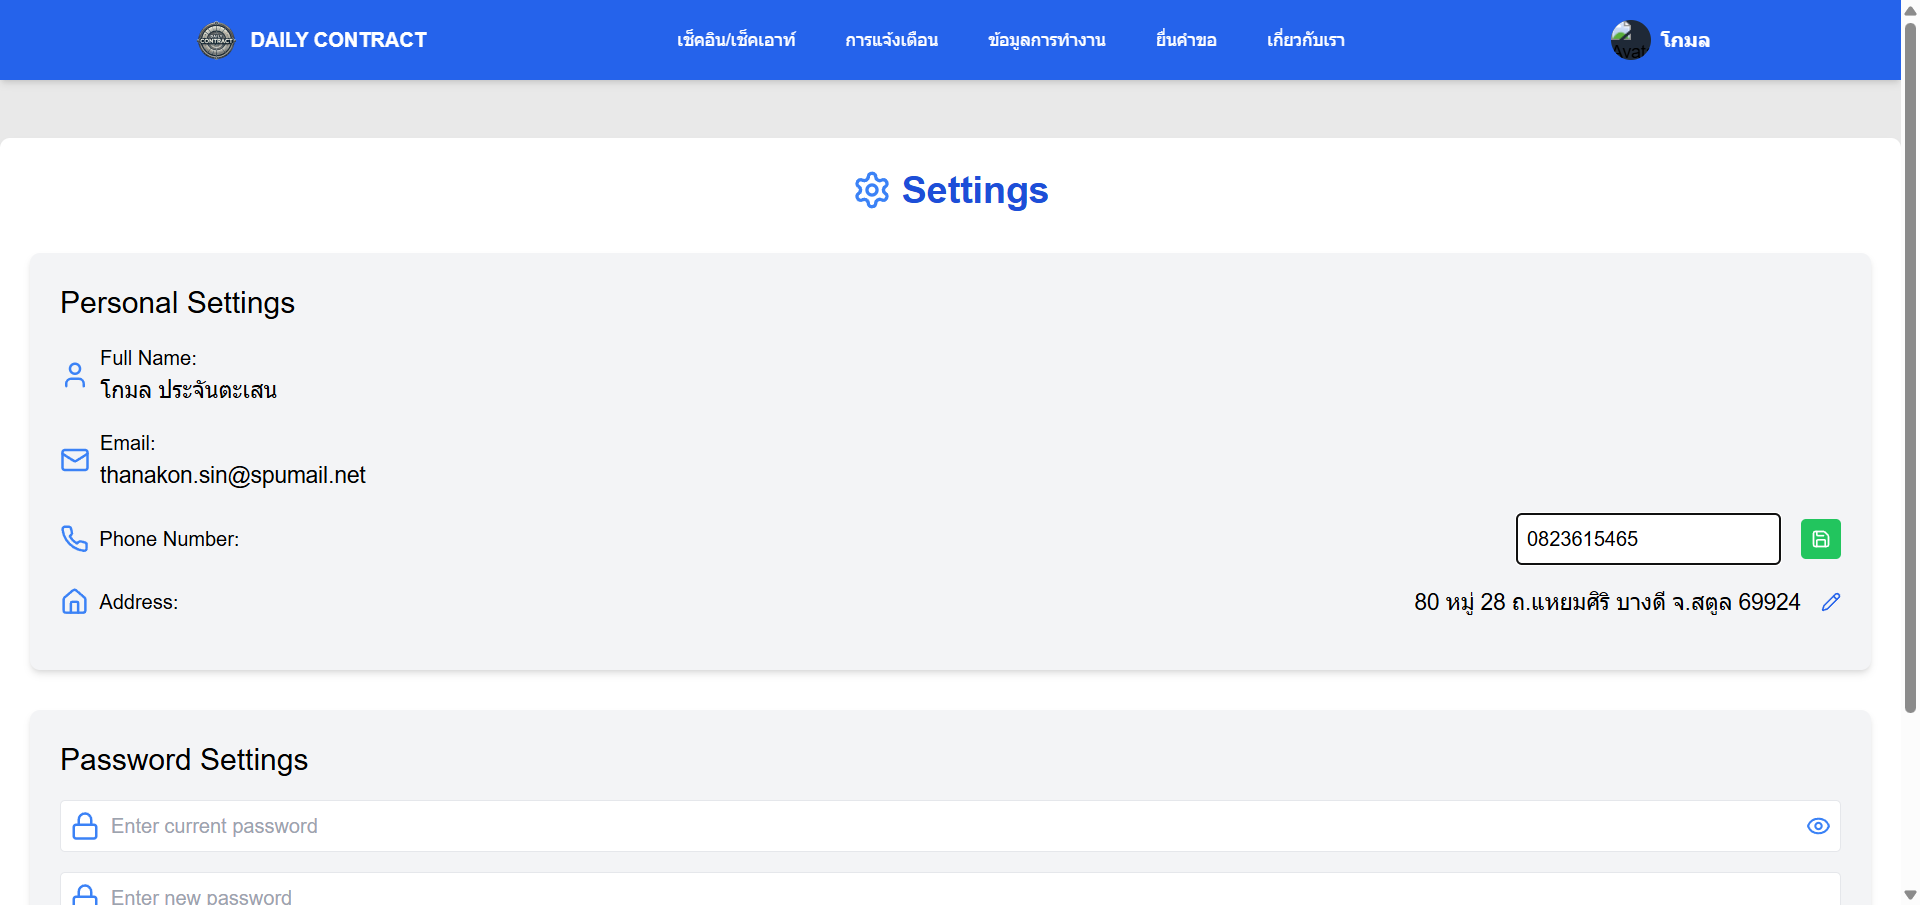 DAILY CONTRACT
เช็คอิน/เช็คเอาท์
การแจ้งเตือน
ข้อมูลการทำงาน
ยื่นคำขอ
เกี่ยวกับเรา
Avat
โกมล
Settings
Personal Settings
Full Name:
โกมล ประจันตะเสน
Email:
thanakon.sin@spumail.net
Phone Number:
0823615465
Address:
80 หมู่ 28 ถ.แหยมศิริ บางดี จ.สตูล 69924
Password Settings
Enter current password
Enter new password